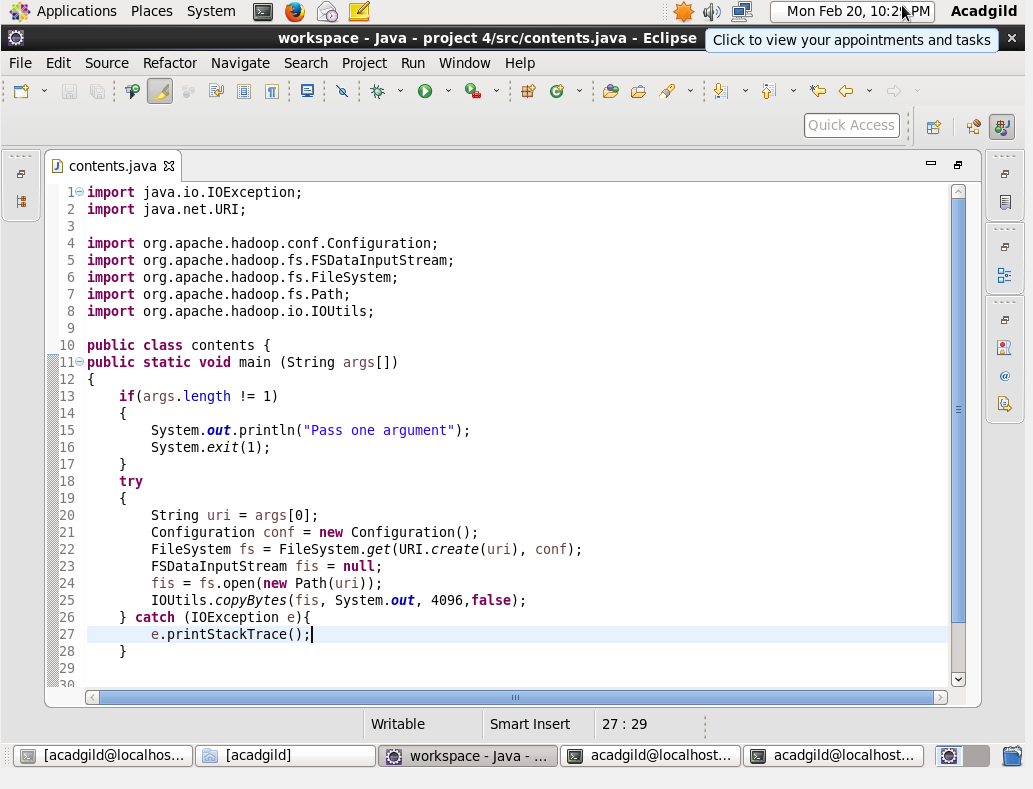 Applications Places System
Mon Feb 20, 10:2 PM Acadgild
workspace - Java - project 4/src/contents.java - Eclipse
Click to view your appointments and tasks
File Edit Source Refactor Navigate Search Project Run Window Help
Quick Access
contents.java
1 import java.io.IOException;
2 import java.net.URI;
3
4 import org.apache.hadoop.conf.Configuration;
5 import org.apache.hadoop.fs.FSDataInputStream;
6 import org.apache.hadoop.fs.FileSystem;
7 import org.apache.hadoop.fs.Path;
8 import org.apache.hadoop.io.IOUtils;
9
10 public class contents {
11 public static void main (String args[])
12 {
13     if(args.length != 1)
14     {
15         System.out.println("Pass one argument");
16         System.exit(1);
17     }
18     try
19     {
20         String uri = args[0];
21         Configuration conf = new Configuration();
22         FileSystem fs = FileSystem.get(URI.create(uri), conf);
23         FSDataInputStream fis = null;
24         fis = fs.open(new Path(uri));
25         IOUtils.copyBytes(fis, System.out, 4096,false);
26     } catch (IOException e){
27         e.printStackTrace();
28     }
29
30
Writable Smart Insert 27 : 29
[acadgild@localhos... [acadgild] workspace - Java - ... acadgild@localhost... acadgild@localhost...